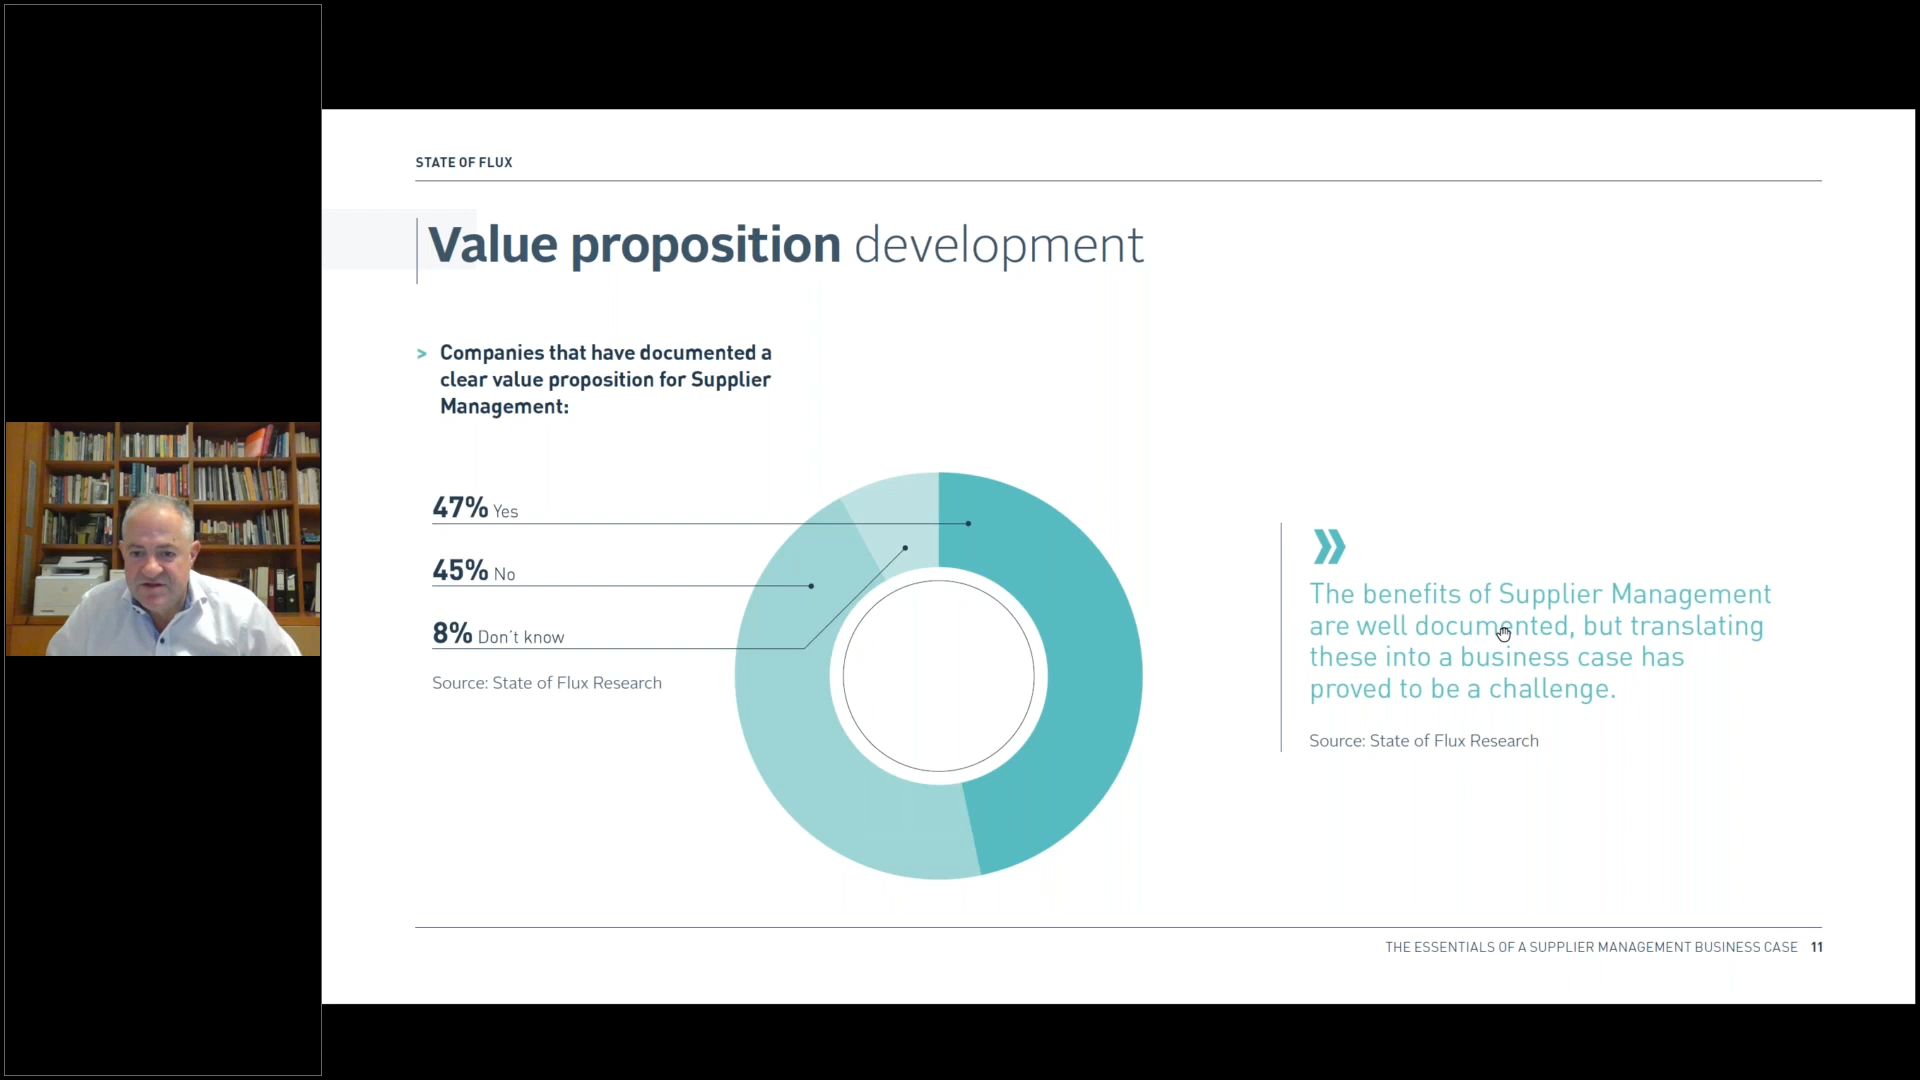 STATE OF FLUX
Value proposition development
> Companies that have documented a
clear value proposition for Supplier
Management:
47% Yes
45% No
8% Don't know
Source: State of Flux Research
The benefits of Supplier Management
are well documented, but translating
these into a business case has
proved to be a challenge.
Source: State of Flux Research
THE ESSENTIALS OF A SUPPLIER MANAGEMENT BUSINESS CASE 11